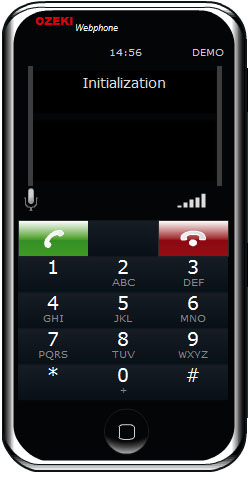 OZEKI Webphone
14:56 DEMO
Initialization
1 2 3
ABC DEF
4 5 6
GHI JKL MNO
7 8 9
PQRS TUV WXYZ
* 0 #
+